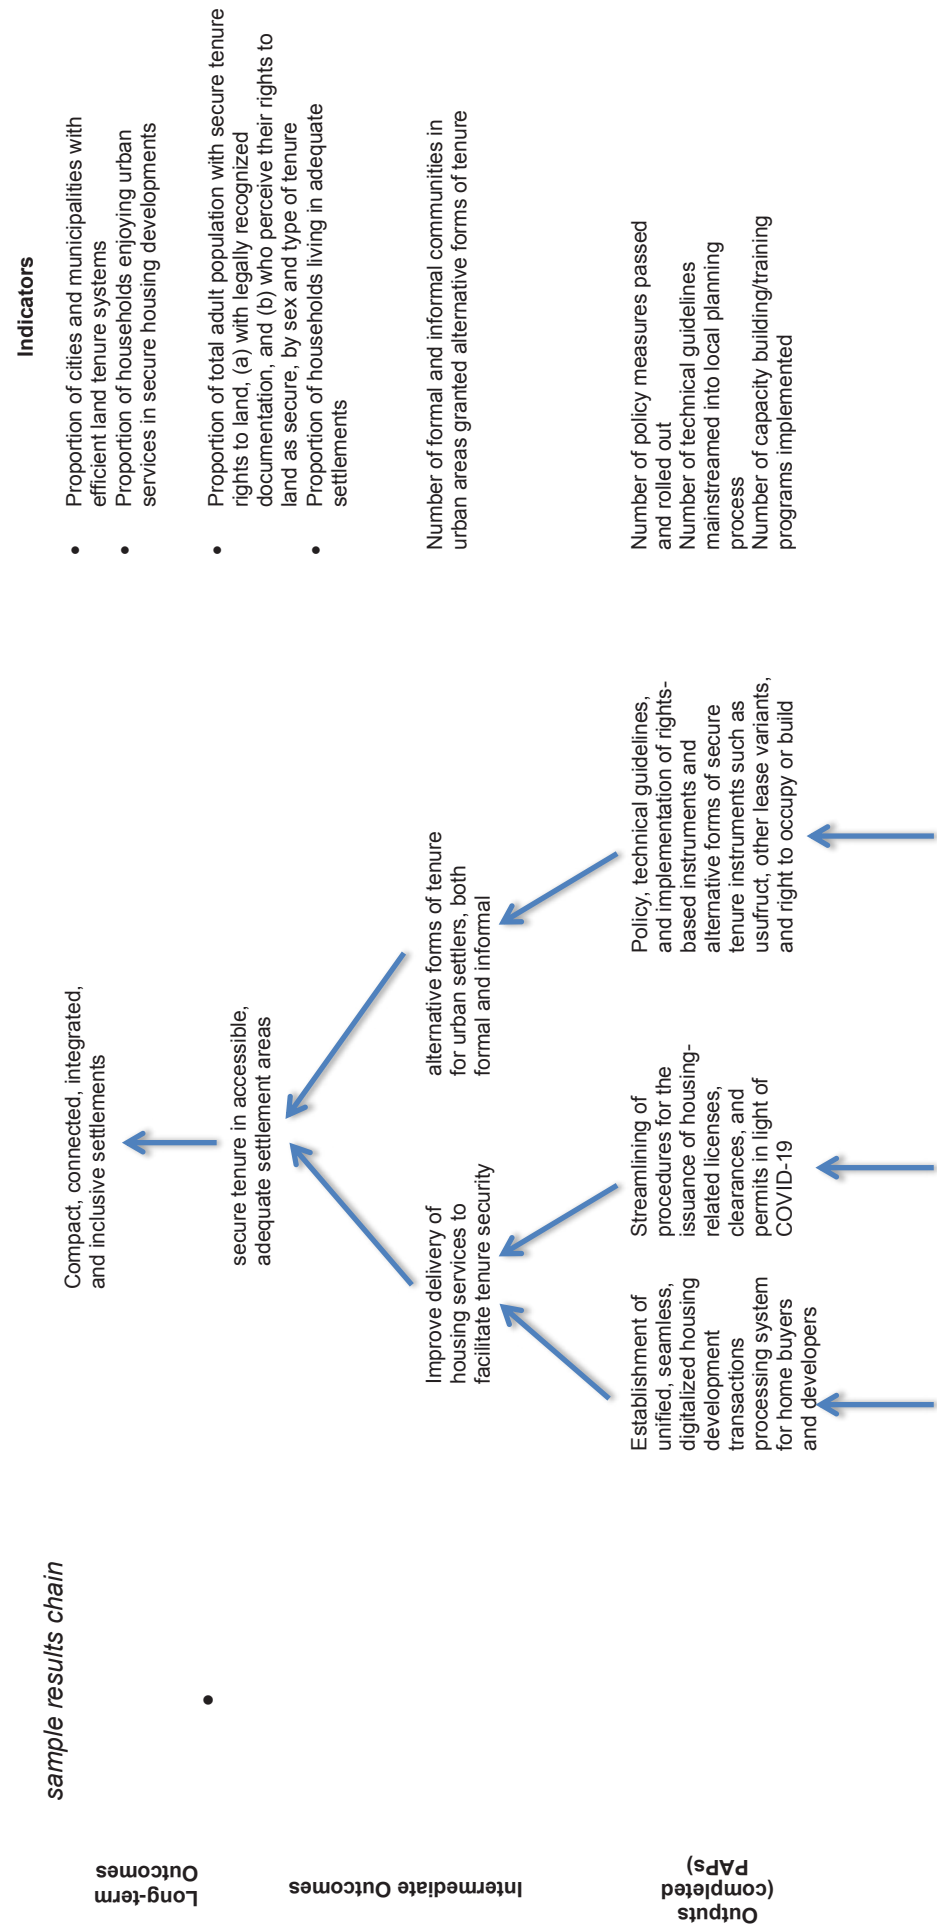 sample results chain
Indicators
Long-term
Outcomes
Compact, connected, integrated,
and inclusive settlements
• Proportion of cities and municipalities with
efficient land tenure systems
• Proportion of households enjoying urban
services in secure housing developments
•
Intermediate Outcomes
secure tenure in accessible,
adequate settlement areas
• Proportion of total adult population with secure tenure
rights to land, (a) with legally recognized
documentation, and (b) who perceive their rights to
land as secure, by sex and type of tenure
• Proportion of households living in adequate
settlements
Improve delivery of
housing services to
facilitate tenure security
alternative forms of tenure
for urban settlers, both
formal and informal
Number of formal and informal communities in
urban areas granted alternative forms of tenure
Outputs
(completed
PAPs)
Establishment of
unified, seamless,
digitalized housing
development
transactions
processing system
for home buyers
and developers
Streamlining of
procedures for the
issuance of housing-
related licenses,
clearances, and
permits in light of
COVID-19
Policy, technical guidelines,
and implementation of rights-
based instruments and
alternative forms of secure
tenure instruments such as
usufruct, other lease variants,
and right to occupy or build
Number of policy measures passed
and rolled out
Number of technical guidelines
mainstreamed into local planning
process
Number of capacity building/training
programs implemented